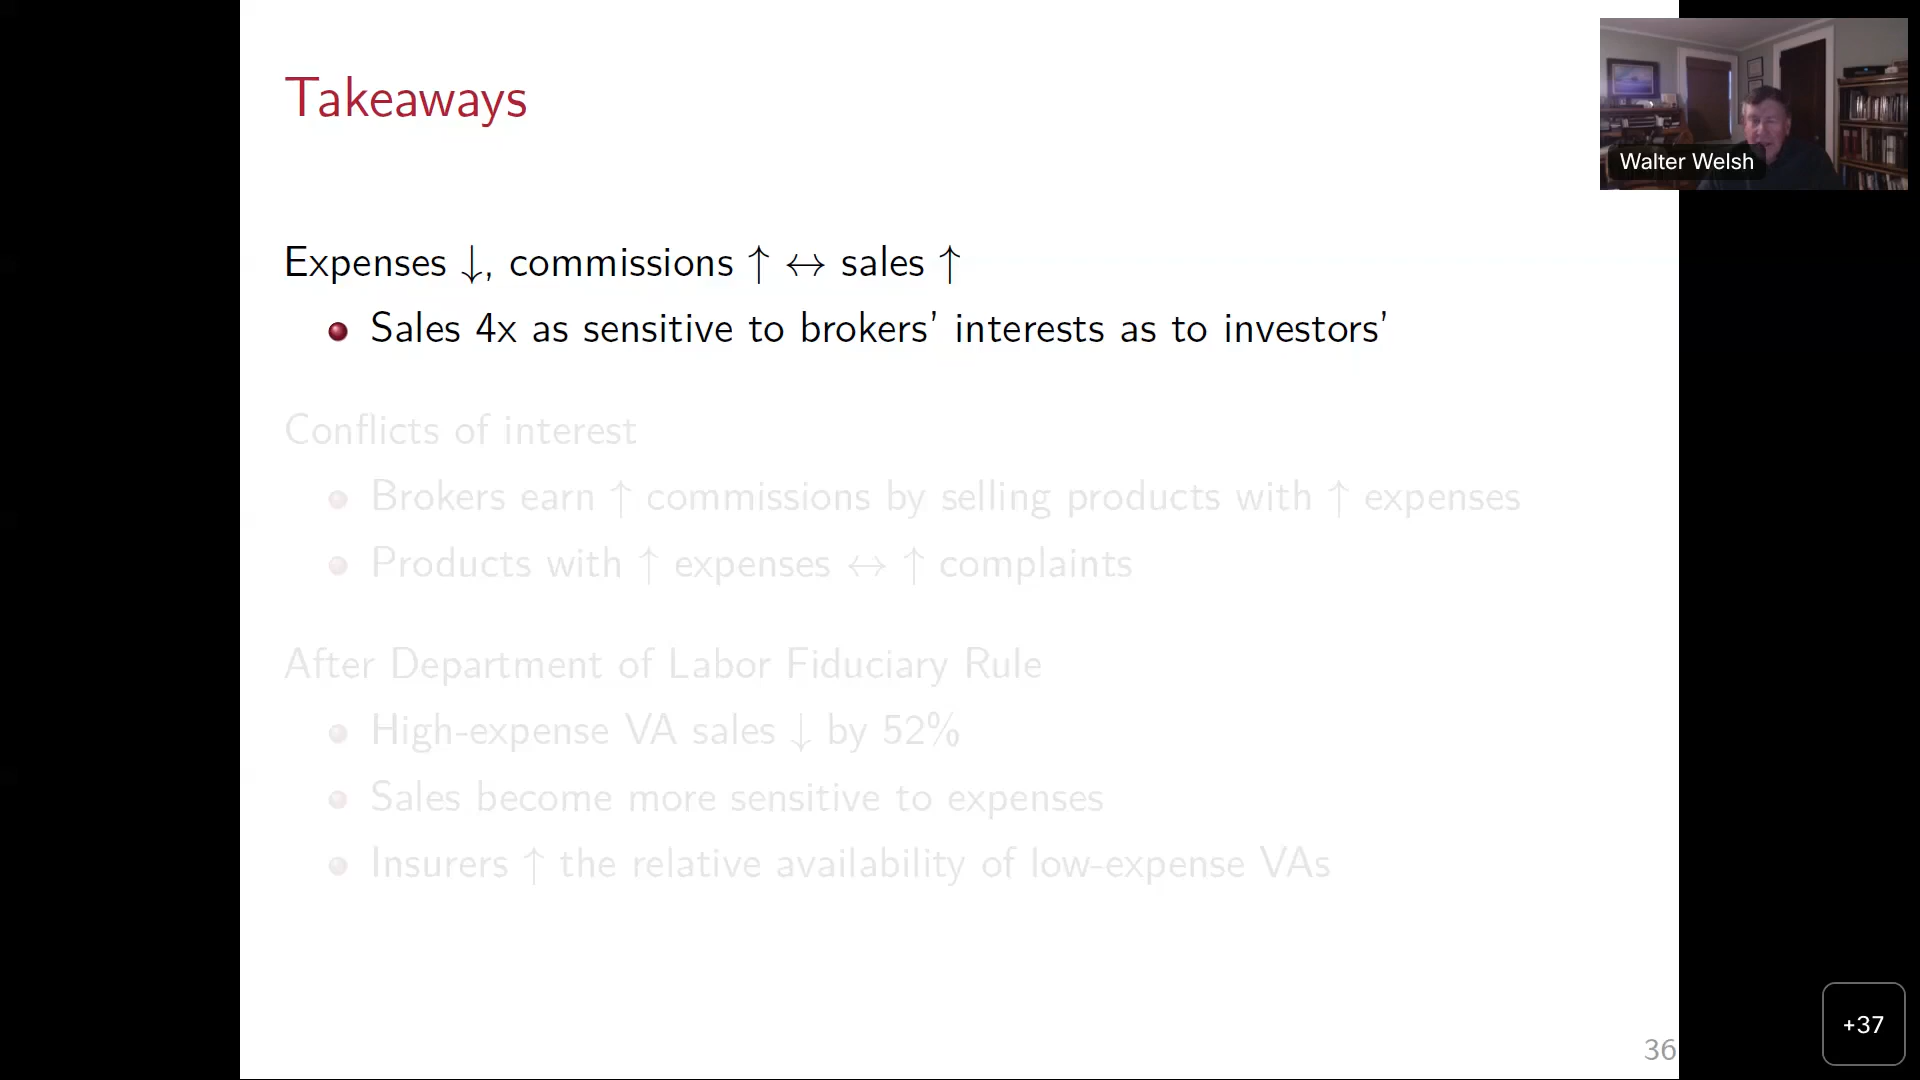 Takeaways
Walter Welsh
Expenses ↓, commissions ↑ ↔ sales ↑
Sales 4x as sensitive to brokers' interests as to investors'
Conflicts of interest
Brokers earn ↑ commissions by selling products with ↑ expenses
Products with ↑ expenses ↔ ↑ complaints
After Department of Labor Fiduciary Rule
High-expense VA sales ↓ by 52%
Sales become more sensitive to expenses
Insurers ↑ the relative availability of low-expense VAs
+37
36